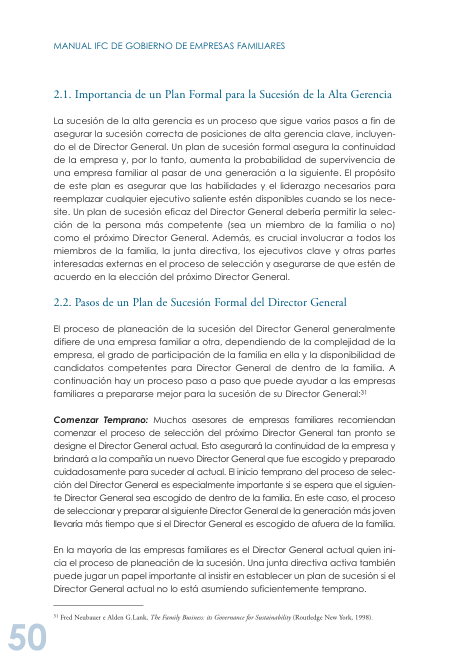 MANUAL IFC DE GOBIERNO DE EMPRESAS FAMILIARES
2.1. Importancia de un Plan Formal para la Sucesión de la Alta Gerencia
La sucesión de la alta gerencia es un proceso que sigue varios pasos a fin de
asegurar la sucesión correcta de posiciones de alta gerencia clave, incluyen-
do el de Director General. Un plan de sucesión formal asegura la continuidad
de la empresa y, por lo tanto, aumenta la probabilidad de supervivencia de
una empresa familiar al pasar de una generación a la siguiente. El propósito
de este plan es asegurar que las habilidades y el liderazgo necesarios para
reemplazar cualquier ejecutivo saliente estén disponibles cuando se los nece-
site. Un plan de sucesión eficaz del Director General debería permitir la selec-
ción de la persona más competente (sea un miembro de la familia o no)
como el próximo Director General. Además, es crucial involucrar a todos los
miembros de la familia, la junta directiva, los ejecutivos clave y otras partes
interesadas externas en el proceso de selección y asegurarse de que estén de
acuerdo en la elección del próximo Director General.
2.2. Pasos de un Plan de Sucesión Formal del Director General
El proceso de planeación de la sucesión del Director General generalmente
difiere de una empresa familiar a otra, dependiendo de la complejidad de la
empresa, el grado de participación de la familia en ella y la disponibilidad de
candidatos competentes para Director General de dentro de la familia. A
continuación hay un proceso paso a paso que puede ayudar a las empresas
familiares a prepararse mejor para la sucesión de su Director General:⁵¹
Comenzar Temprano: Muchos asesores de empresas familiares recomiendan
comenzar el proceso de selección del próximo Director General tan pronto se
designe el Director General actual. Esto asegurará la continuidad de la empresa y
brindará a la compañía un nuevo Director General que fue escogido y preparado
cuidadosamente para suceder al actual. El inicio temprano del proceso de selec-
ción del Director General es especialmente importante si se espera que el siguien-
te Director General sea escogido de dentro de la familia. En este caso, el proceso
de seleccionar y preparar al siguiente Director General de la generación más joven
llevaría más tiempo que si el Director General es escogido de afuera de la familia.
En la mayoría de las empresas familiares es el Director General actual quien ini-
cia el proceso de planeación de la sucesión. Una junta directiva activa también
puede jugar un papel importante al insistir en establecer un plan de sucesión si el
Director General actual no lo está asumiendo suficientemente temprano.
⁵¹ Fred Neubauer e Alden G.Lank, The Family Business: its Governance for Sustainability (Routledge New York, 1998).
50